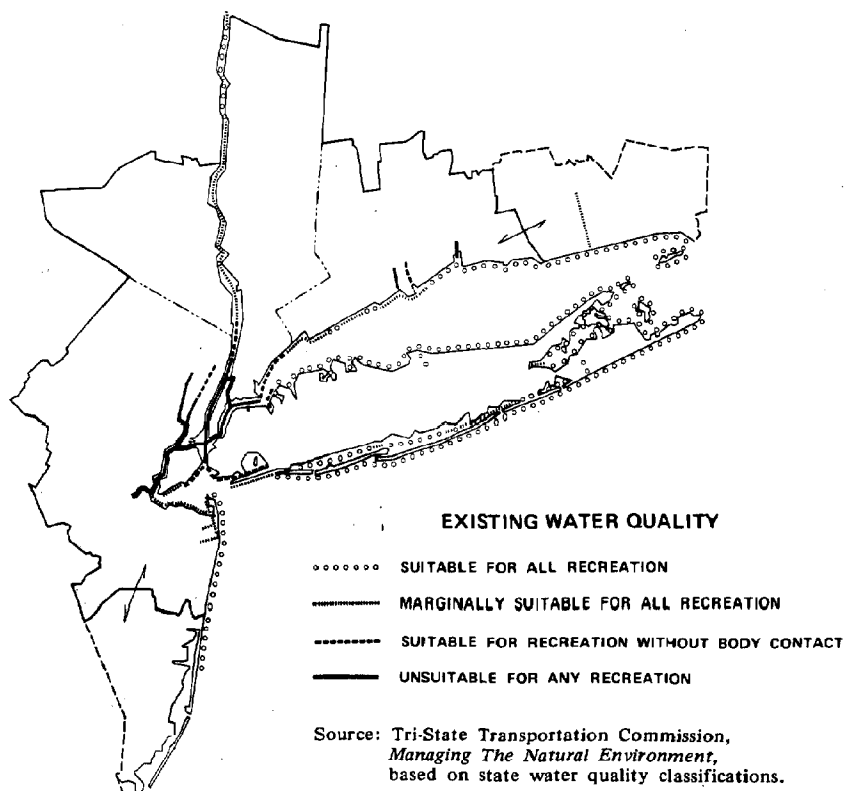 EXISTING WATER QUALITY
SUITABLE FOR ALL RECREATION
MARGINALLY SUITABLE FOR ALL RECREATION
SUITABLE FOR RECREATION WITHOUT BODY CONTACT
UNSUITABLE FOR ANY RECREATION
Source: Tri-State Transportation Commission,
Managing The Natural Environment,
based on state water quality classifications.